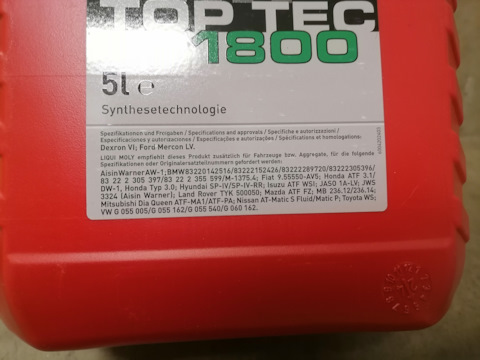 TOP TEC
1800
5l ℮
Synthesetechnologie
Spezifikationen und Freigaben / Specifications and approvals / Specifiche e autorizzazioni /
Especificaciones y autorizaciones / Especificações e autorizações / Spécifications et homologations:
Dexron VI; Ford Mercon LV.
LIQUI MOLY empfiehlt dieses Produkt zusätzlich für Fahrzeuge bzw. Aggregate, für die folgende
Spezifikationen oder Originalersatzteilnummern gefordert werden:
Aisin Warner AW-1; BMW 83220142516/83222152426/83222289720/83222305396/
83 22 2 305 397/83 22 2 355 599/M-1375.4; Fiat 9.55550-AV5; Honda ATF 3.1/
DW-1, Honda Typ 3.0; Hyundai SP-IV/SP-IV-RR; Isuzu ATF WSI; JASO 1A-LV; JWS
3324 (Aisin Warner); Land Rover TYK 500050; Mazda ATF FZ; MB 236.12/236.14;
Mitsubishi Dia Queen ATF-MA1/ATF-PA; Nissan AT-Matic S Fluid/Matic P; Toyota WS;
VW G 055 005/G 055 162/G 055 540/G 060 162.